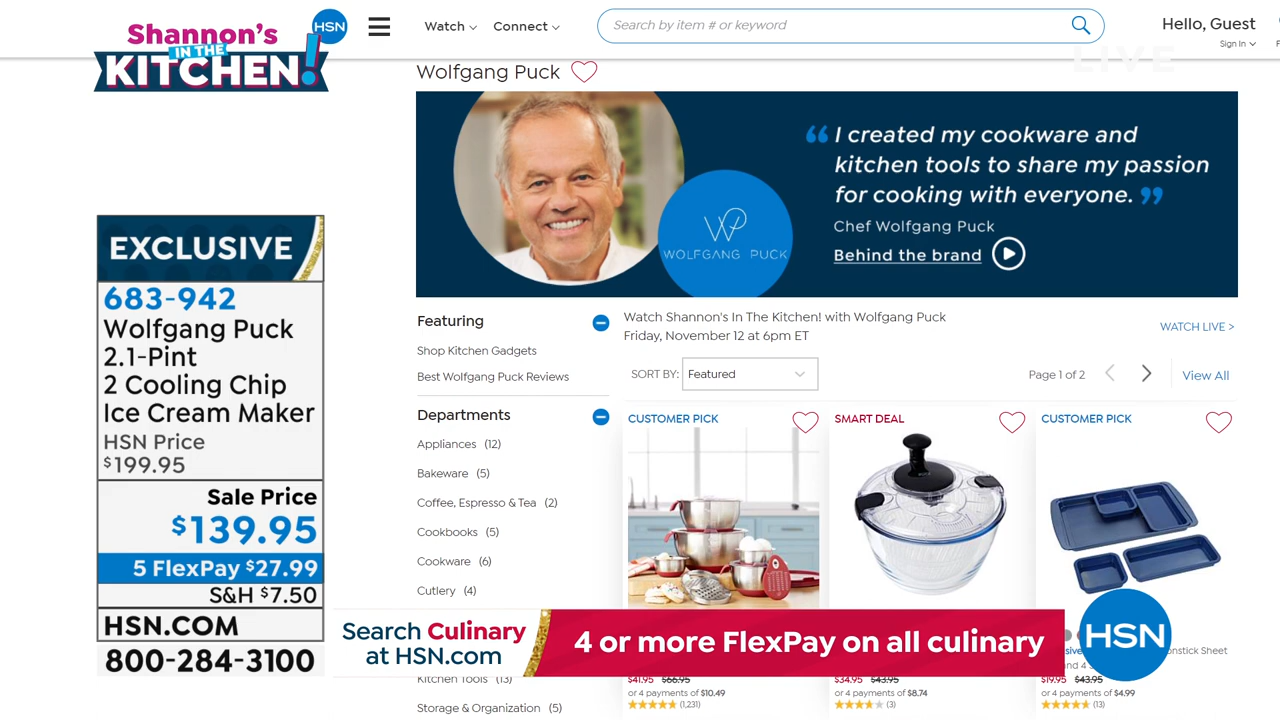 Shannon's
IN THE
KITCHEN!
HSN
Watch
Connect
Search by item # or keyword
Hello, Guest
Sign In
LIVE
Wolfgang Puck
“ I created my cookware and
kitchen tools to share my passion
for cooking with everyone. ”
Chef Wolfgang Puck
Behind the brand
WP
WOLFGANG PUCK
EXCLUSIVE
683-942
Wolfgang Puck
2.1-Pint
2 Cooling Chip
Ice Cream Maker
HSN Price
$199.95
Sale Price
$139.95
5 FlexPay $27.99
S&H $7.50
HSN.COM
800-284-3100
Featuring
Shop Kitchen Gadgets
Best Wolfgang Puck Reviews
Departments
Appliances (12)
Bakeware (5)
Coffee, Espresso & Tea (2)
Cookbooks (5)
Cookware (6)
Cutlery (4)
Kitchen Tools (13)
Storage & Organization (5)
Watch Shannon's In The Kitchen! with Wolfgang Puck
Friday, November 12 at 6pm ET
WATCH LIVE >
SORT BY: Featured
Page 1 of 2
View All
CUSTOMER PICK
SMART DEAL
CUSTOMER PICK
$41.95 $66.95
or 4 payments of $10.49
(1,231)
$34.95 $43.95
or 4 payments of $8.74
(3)
Sheet
and 4
$19.95 $43.95
or 4 payments of $4.99
(13)
Search Culinary
at HSN.com
4 or more FlexPay on all culinary
HSN